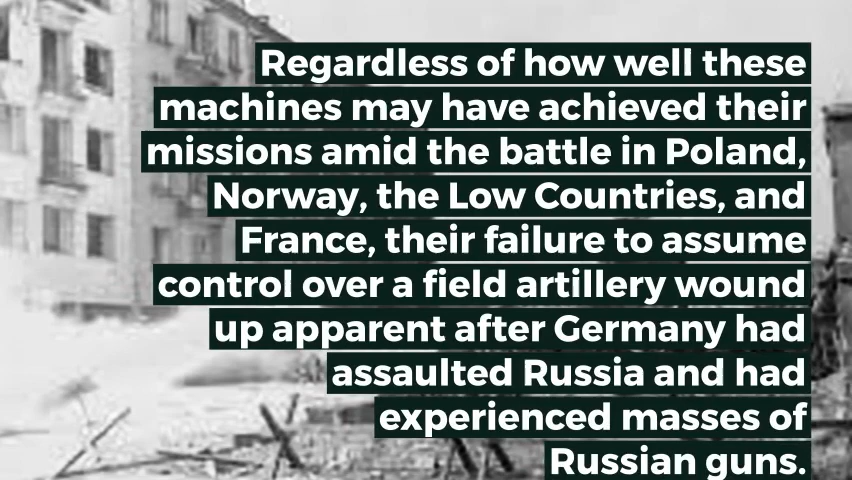 Regardless of how well these
machines may have achieved their
missions amid the battle in Poland,
Norway, the Low Countries, and
France, their failure to assume
control over a field artillery wound
up apparent after Germany had
assaulted Russia and had
experienced masses of
Russian guns.